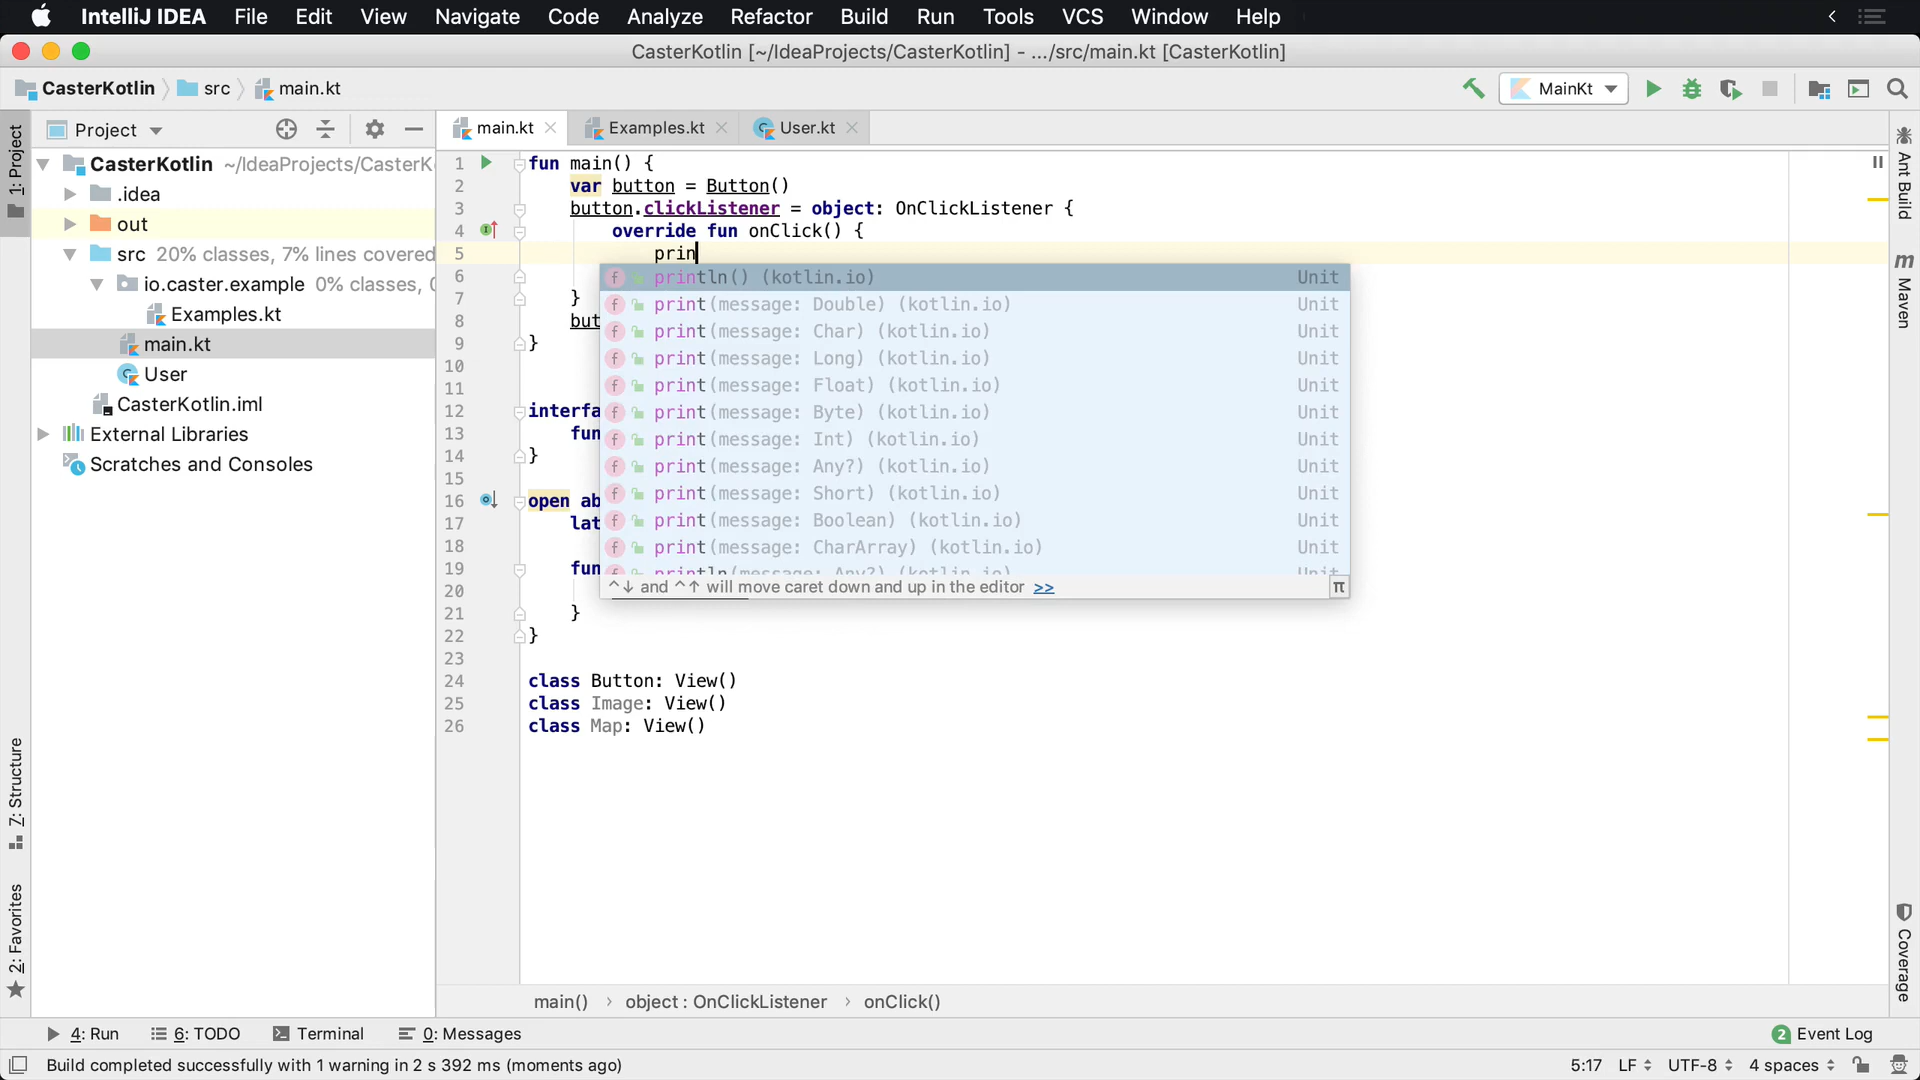 IntelliJ IDEA File Edit View Navigate Code Analyze Refactor Build Run Tools VCS Window Help
CasterKotlin [~/IdeaProjects/CasterKotlin] - .../src/main.kt [CasterKotlin]
CasterKotlin src main.kt MainKt
Project
main.kt Examples.kt User.kt
1: Project
CasterKotlin ~/IdeaProjects/CasterK
.idea
out
src 20% classes, 7% lines covered
io.caster.example 0% classes, 0
Examples.kt
main.kt
User
CasterKotlin.iml
External Libraries
Scratches and Consoles
Z: Structure
2: Favorites
1 fun main() {
2 var button = Button()
3 button.clickListener = object: OnClickListener {
4 override fun onClick() {
5 prin
6
7 }
8 but
9 }
10
11
12 interfa
13 fun
14 }
15
16 open ab
17 lat
18
19 fun
20
21 }
22 }
23
24 class Button: View()
25 class Image: View()
26 class Map: View()
println() (kotlin.io) Unit
print(message: Double) (kotlin.io) Unit
print(message: Char) (kotlin.io) Unit
print(message: Long) (kotlin.io) Unit
print(message: Float) (kotlin.io) Unit
print(message: Byte) (kotlin.io) Unit
print(message: Int) (kotlin.io) Unit
print(message: Any?) (kotlin.io) Unit
print(message: Short) (kotlin.io) Unit
print(message: Boolean) (kotlin.io) Unit
print(message: CharArray) (kotlin.io) Unit
println(message: Any?) (kotlin.io) Unit
^↓ and ^↑ will move caret down and up in the editor >> π
Ant Build
m Maven
Coverage
main() › object : OnClickListener › onClick()
4: Run 6: TODO Terminal 0: Messages 2 Event Log
Build completed successfully with 1 warning in 2 s 392 ms (moments ago) 5:17 LF UTF-8 4 spaces